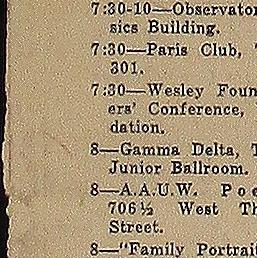 7:30-10—Observator
sics Building.
7:30—Paris Club,
301.
7:30—Wesley Foun
ers' Conference,
dation.
8—Gamma Delta,
Junior Ballroom.
8—A.A.U.W. Poe
706½ West Th
Street.
8—"Family Portrai